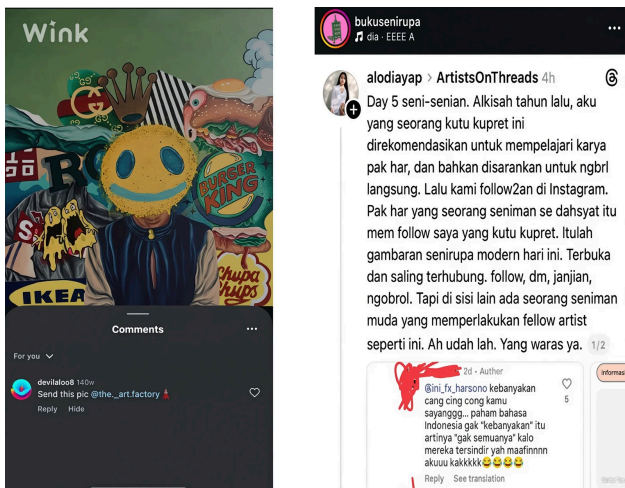 Wink
GG
BURGER
KING
R
S
IKEA
Chupa
Chups
Comments
For you
devilaloo8 140w
Send this pic @the._art.factory
Reply Hide
bukusenirupa
dia · EEEE A
alodiayap > ArtistsOnThreads 4h
Day 5 seni-senian. Alkisah tahun lalu, aku
yang seorang kutu kupret ini
direkomendasikan untuk mempelajari karya
pak har, dan bahkan disarankan untuk ngbrl
langsung. Lalu kami follow2an di Instagram.
Pak har yang seorang seniman se dahsyat itu
mem follow saya yang kutu kupret. Itulah
gambaran senirupa modern hari ini. Terbuka
dan saling terhubung. follow, dm, janjian,
ngobrol. Tapi di sisi lain ada seorang seniman
muda yang memperlakukan fellow artist
seperti ini. Ah udah lah. Yang waras ya.
1/2
2d · Auther
@ini_fx_harsono kebanyakan
cang cing cong kamu
sayanggg... paham bahasa
Indonesia gak "kebanyakan" itu
artinya "gak semuanya" kalo
mereka tersindir yah maafinnnn
akuuu kakkkkk😂😂😂😂
5
Reply See translation
informasi